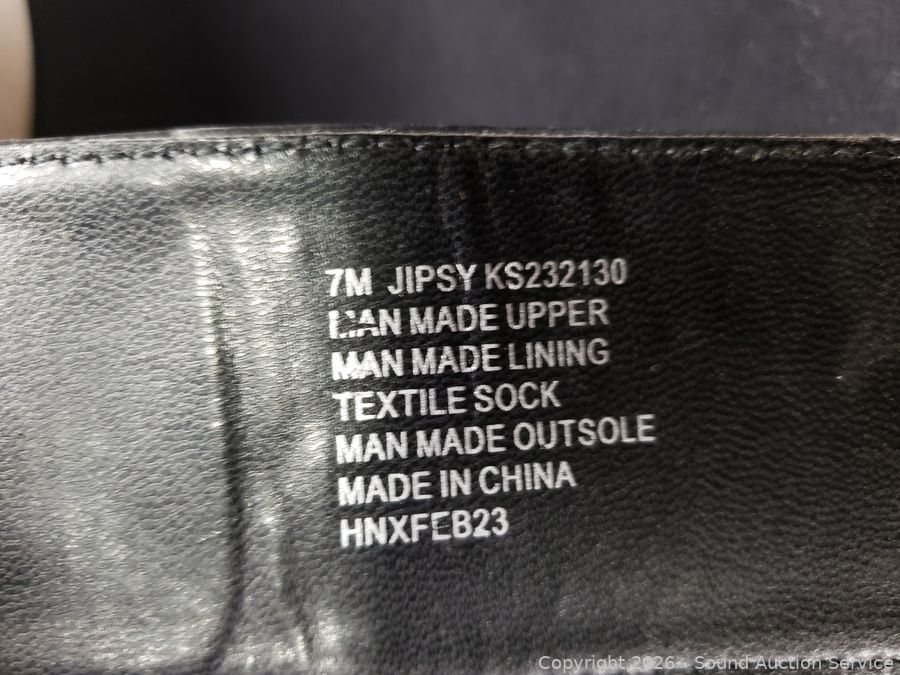 7M JIPSY KS232130
MAN MADE UPPER
MAN MADE LINING
TEXTILE SOCK
MAN MADE OUTSOLE
MADE IN CHINA
HNXFEB23
Copyright 2026 - Sound Auction Service